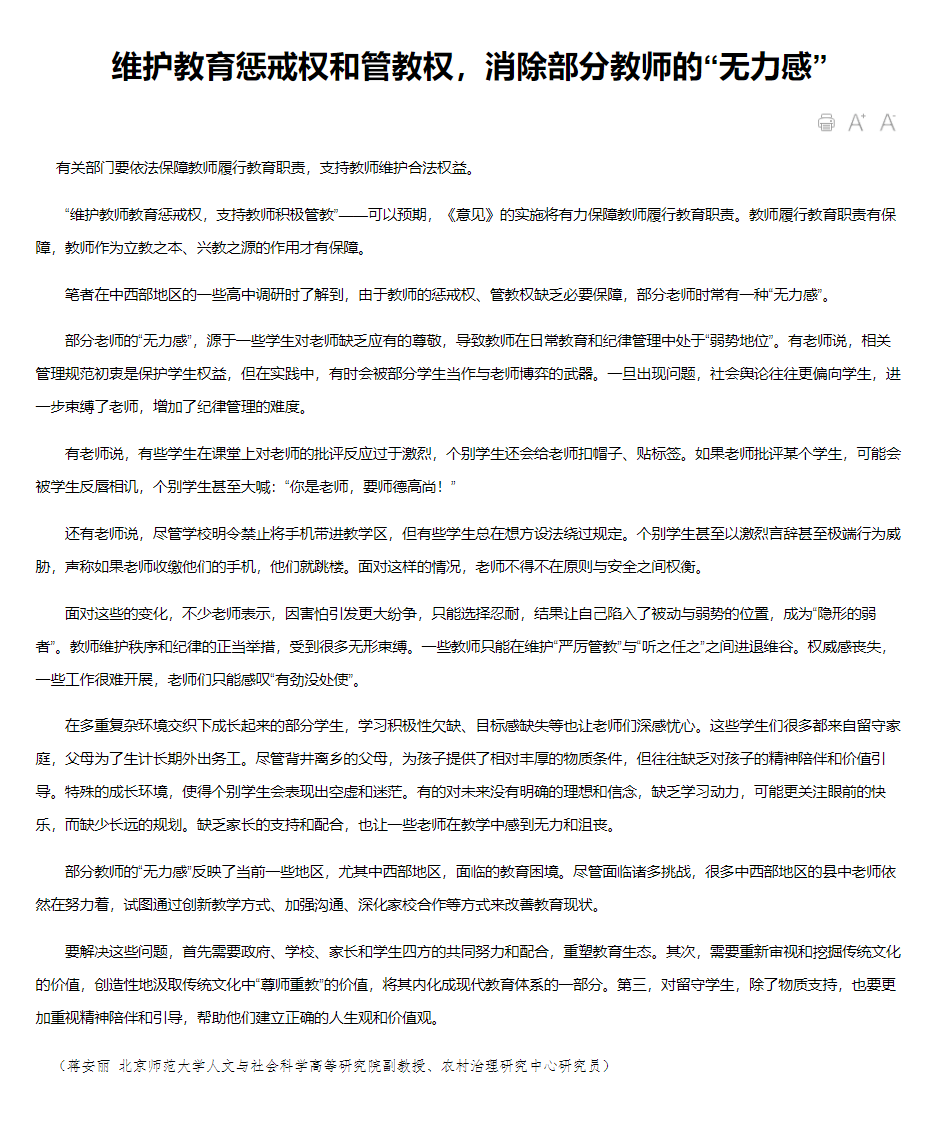 维护教育惩戒权和管教权，消除部分教师的“无力感”
A+ A-
有关部门要依法保障教师履行教育职责，支持教师维护合法权益。
“维护教师教育惩戒权，支持教师积极管教”——可以预期，《意见》的实施将有力保障教师履行教育职责。教师履行教育职责有保
障，教师作为立教之本、兴教之源的作用才有保障。
笔者在中西部地区的一些高中调研时了解到，由于教师的惩戒权、管教权缺乏必要保障，部分老师时常有一种“无力感”。
部分老师的“无力感”，源于一些学生对老师缺乏应有的尊敬，导致教师在日常教育和纪律管理中处于“弱势地位”。有老师说，相关
管理规范初衷是保护学生权益，但在实践中，有时会被部分学生当作与老师博弈的武器。一旦出现问题，社会舆论往往更偏向学生，进
一步束缚了老师，增加了纪律管理的难度。
有老师说，有些学生在课堂上对老师的批评反应过于激烈，个别学生还会给老师扣帽子、贴标签。如果老师批评某个学生，可能会
被学生反唇相讥，个别学生甚至大喊：“你是老师，要师德高尚！”
还有老师说，尽管学校明令禁止将手机带进教学区，但有些学生总在想方设法绕过规定。个别学生甚至以激烈言辞甚至极端行为威
胁，声称如果老师收缴他们的手机，他们就跳楼。面对这样的情况，老师不得不在原则与安全之间权衡。
面对这些的变化，不少老师表示，因害怕引发更大纷争，只能选择忍耐，结果让自己陷入了被动与弱势的位置，成为“隐形的弱
者”。教师维护秩序和纪律的正当举措，受到很多无形束缚。一些教师只能在维护“严厉管教”与“听之任之”之间进退维谷。权威感丧失，
一些工作很难开展，老师们只能感叹“有劲没处使”。
在多重复杂环境交织下成长起来的部分学生，学习积极性欠缺、目标感缺失等也让老师们深感忧心。这些学生们很多都来自留守家
庭，父母为了生计长期外出务工。尽管背井离乡的父母，为孩子提供了相对丰厚的物质条件，但往往缺乏对孩子的精神陪伴和价值引
导。特殊的成长环境，使得个别学生会表现出空虚和迷茫。有的对未来没有明确的理想和信念，缺乏学习动力，可能更关注眼前的快
乐，而缺少长远的规划。缺乏家长的支持和配合，也让一些老师在教学中感到无力和沮丧。
部分教师的“无力感”反映了当前一些地区，尤其中西部地区，面临的教育困境。尽管面临诸多挑战，很多中西部地区的县中老师依
然在努力着，试图通过创新教学方式、加强沟通、深化家校合作等方式来改善教育现状。
要解决这些问题，首先需要政府、学校、家长和学生四方的共同努力和配合，重塑教育生态。其次，需要重新审视和挖掘传统文化
的价值，创造性地汲取传统文化中“尊师重教”的价值，将其内化成现代教育体系的一部分。第三，对留守学生，除了物质支持，也要更
加重视精神陪伴和引导，帮助他们建立正确的人生观和价值观。
（蒋安丽 北京师范大学人文与社会科学高等研究院副教授、农村治理研究中心研究员）